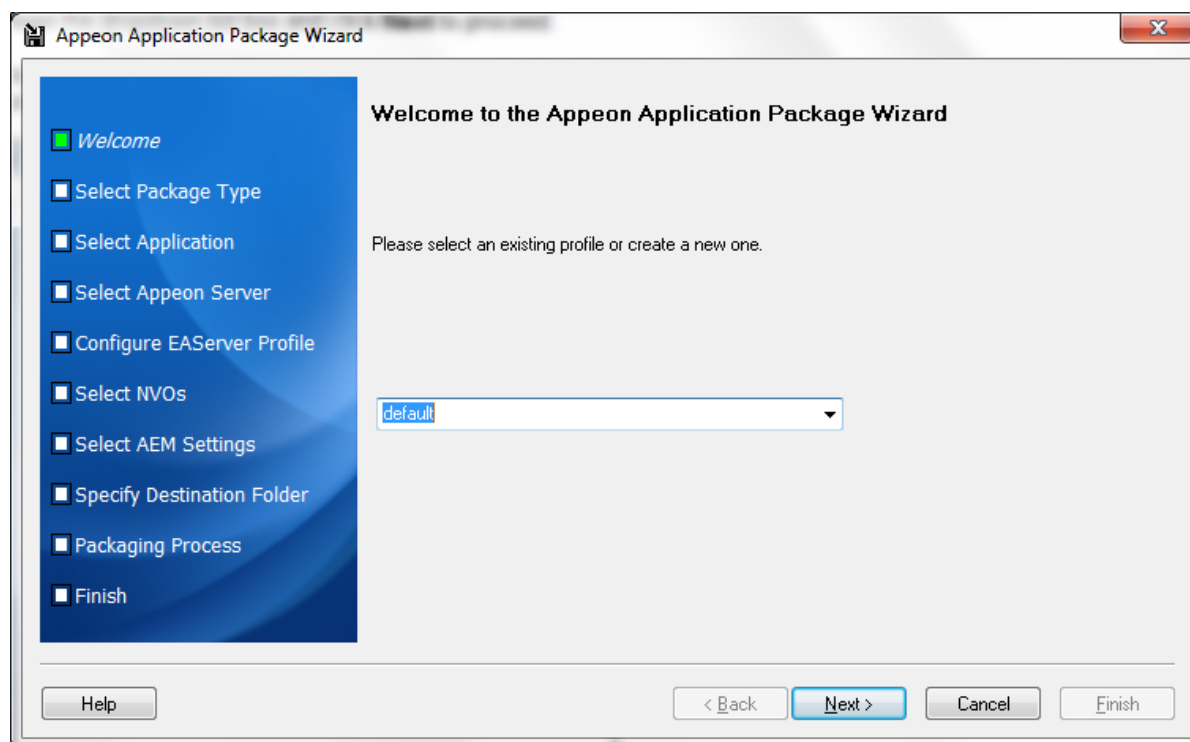 Appeon Application Package Wizard
Welcome
Select Package Type
Select Application
Select Appeon Server
Configure EAServer Profile
Select NVOs
Select AEM Settings
Specify Destination Folder
Packaging Process
Finish
Welcome to the Appeon Application Package Wizard
Please select an existing profile or create a new one.
default
Help
< Back
Next >
Cancel
Finish